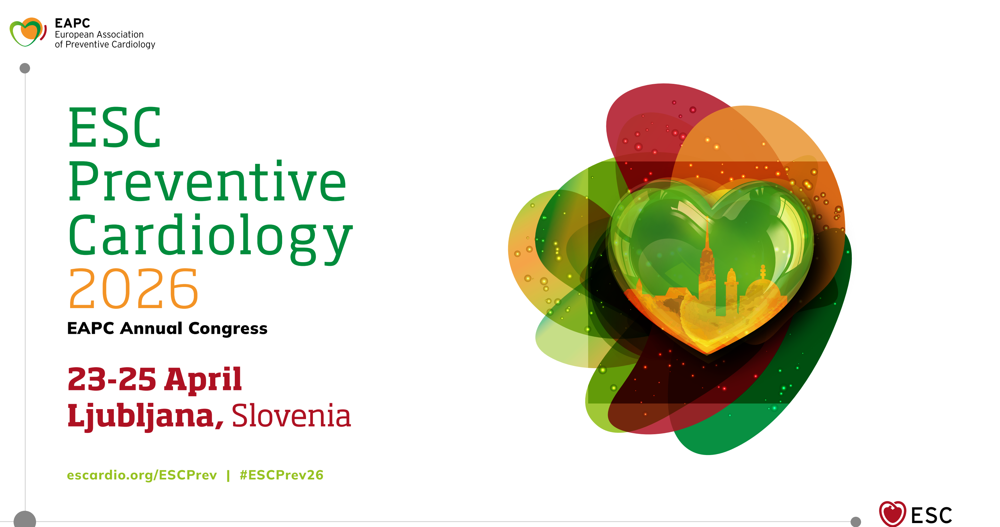 EAPC
European Association
of Preventive Cardiology
ESC
Preventive
Cardiology
2026
EAPC Annual Congress
23-25 April
Ljubljana, Slovenia
escardio.org/ESCPrev | #ESCPrev26
ESC